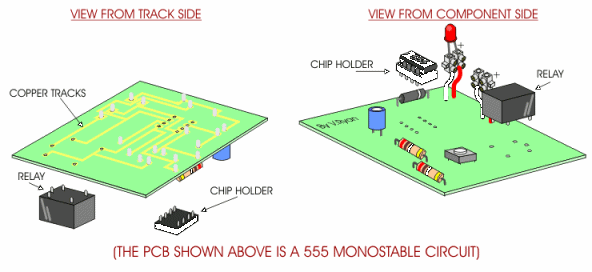 VIEW FROM TRACK SIDE
VIEW FROM COMPONENT SIDE
CHIP HOLDER
RELAY
COPPER TRACKS
By V.Ryan
RELAY
CHIP HOLDER
(THE PCB SHOWN ABOVE IS A 555 MONOSTABLE CIRCUIT)